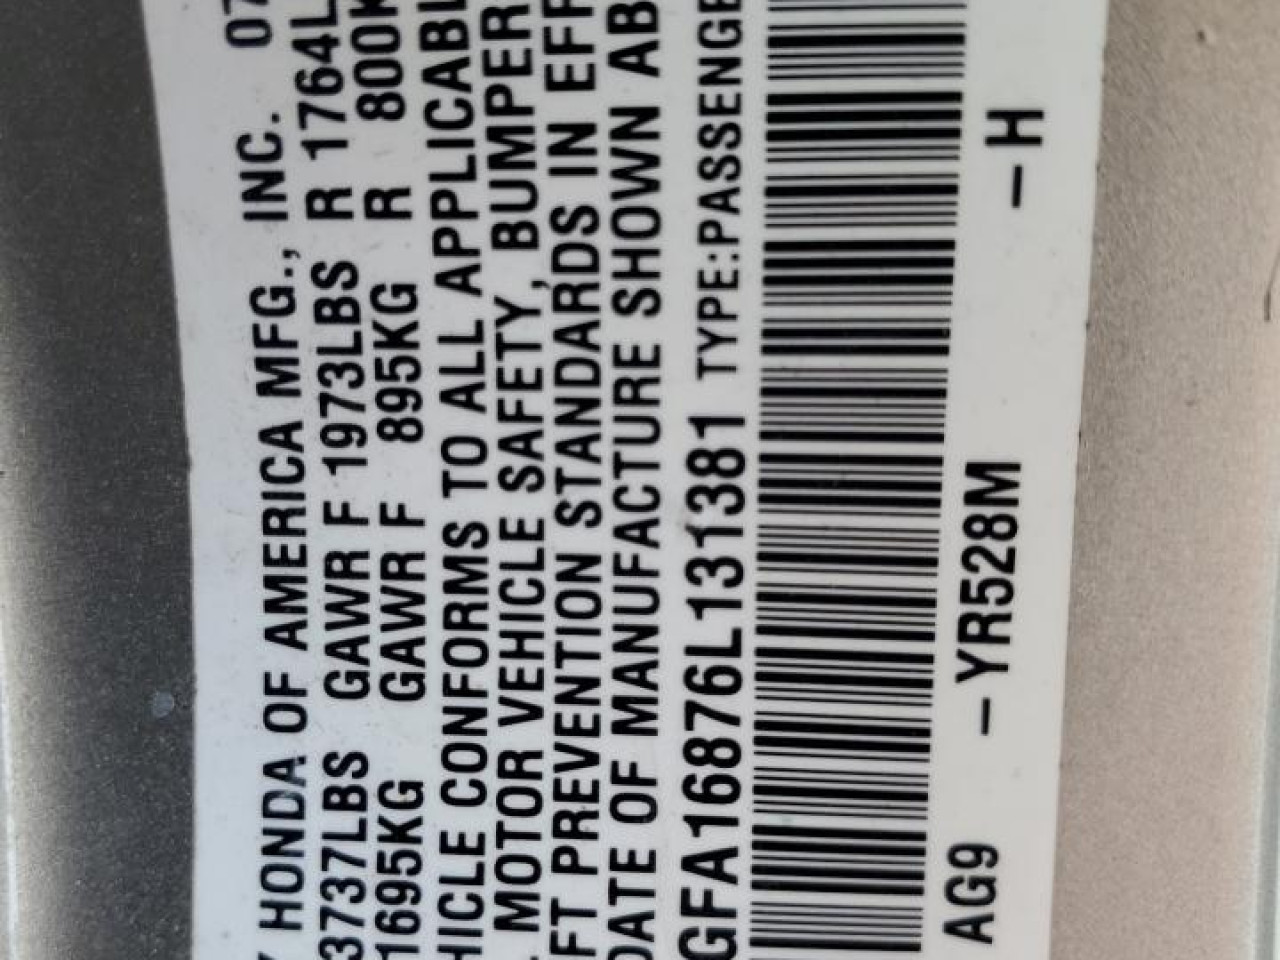 HONDA OF AMERICA MFG., INC. 07
3737LBS GAWR F 1973LBS R 1764L
1695KG GAWR F 895KG R 800K
HICLE CONFORMS TO ALL APPLICABL
MOTOR VEHICLE SAFETY, BUMPER
FT PREVENTION STANDARDS IN EFF
DATE OF MANUFACTURE SHOWN AB
GFA16876L131381 TYPE:PASSENGE
AG9 – YR528M – H